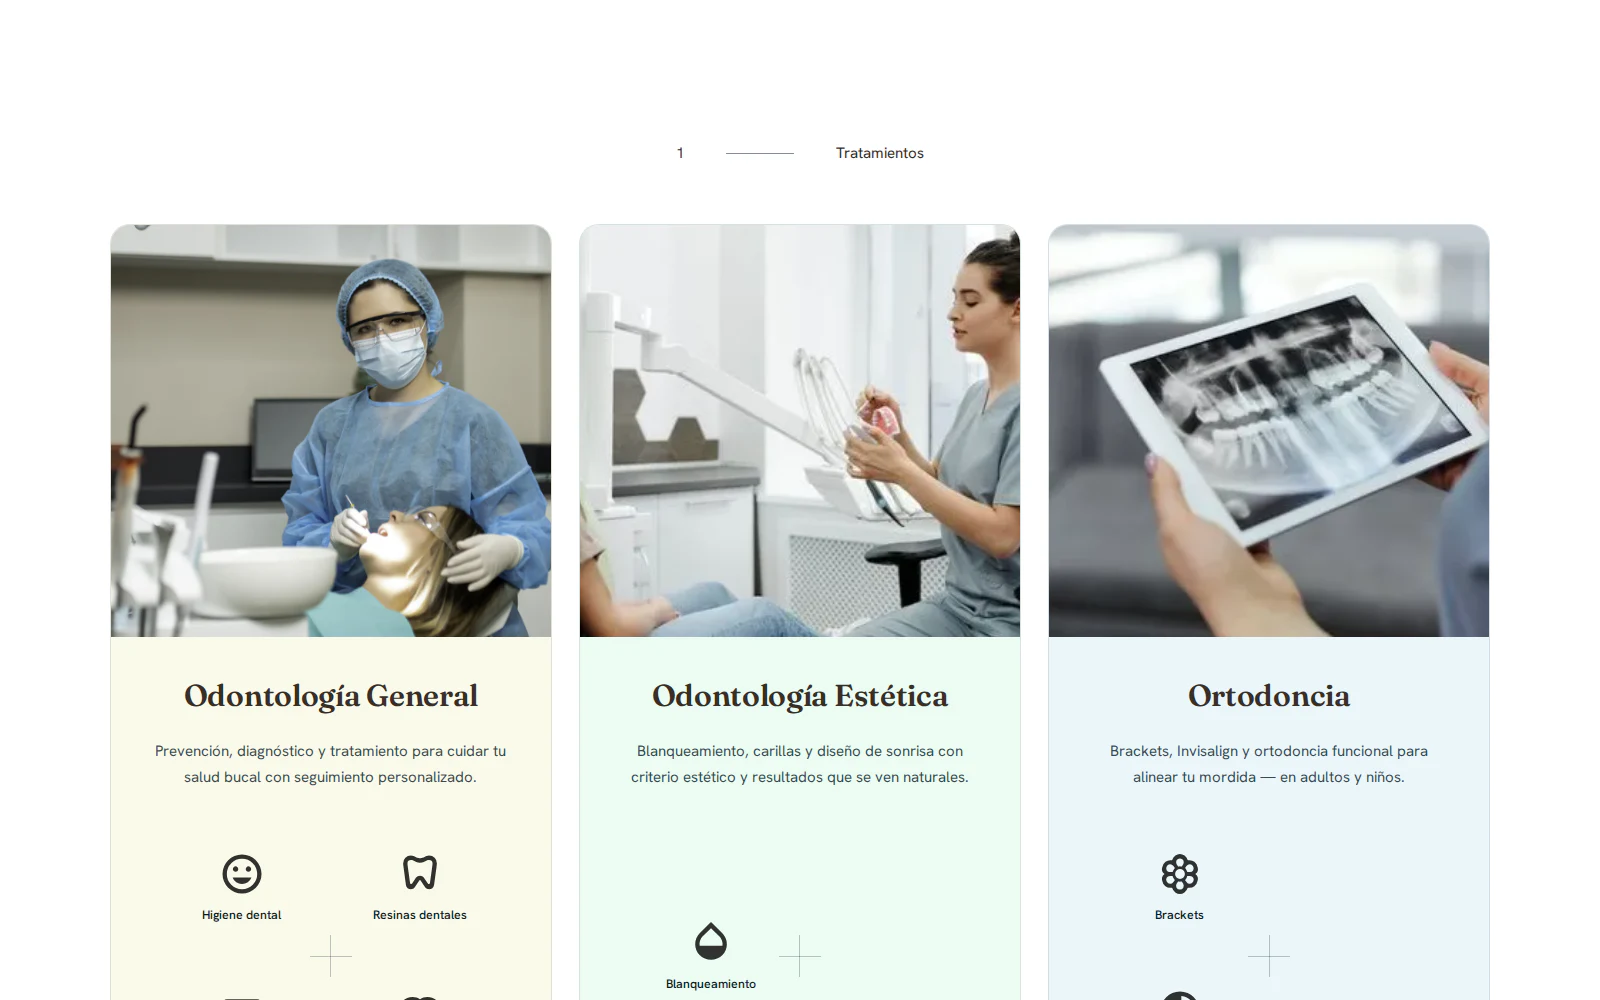 1
Tratamientos
Odontología General
Prevención, diagnóstico y tratamiento para cuidar tu
salud bucal con seguimiento personalizado.
Higiene dental
Resinas dentales
Odontología Estética
Blanqueamiento, carillas y diseño de sonrisa con
criterio estético y resultados que se ven naturales.
Blanqueamiento
Ortodoncia
Brackets, Invisalign y ortodoncia funcional para
alinear tu mordida — en adultos y niños.
Brackets